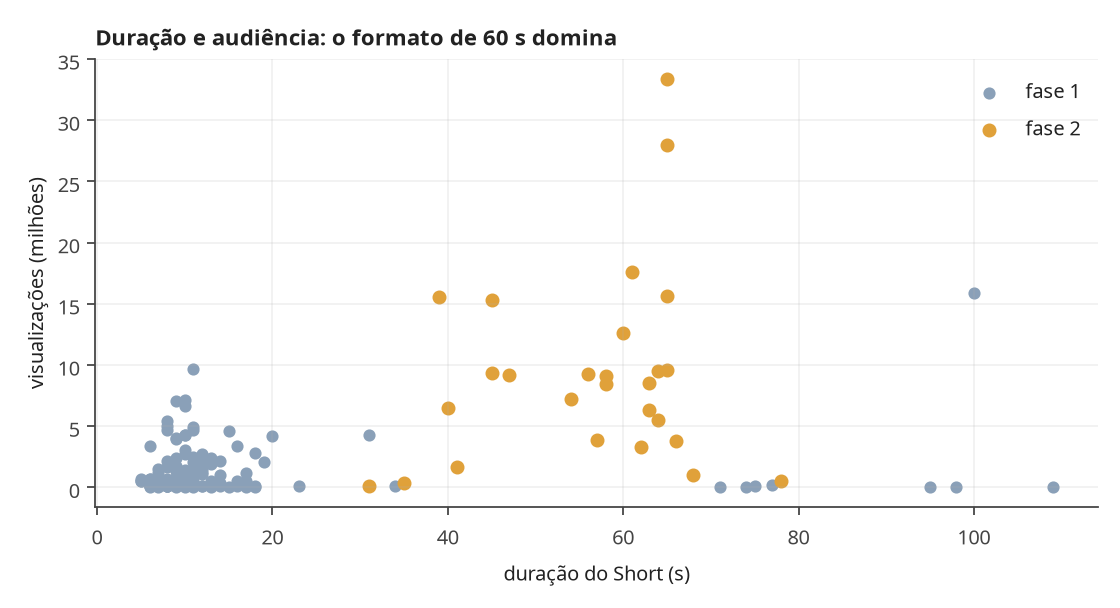 Duração e audiência: o formato de 60 s domina
35
30
25
20
15
10
5
0
visualizações (milhões)
fase 1
fase 2
0 20 40 60 80 100
duração do Short (s)